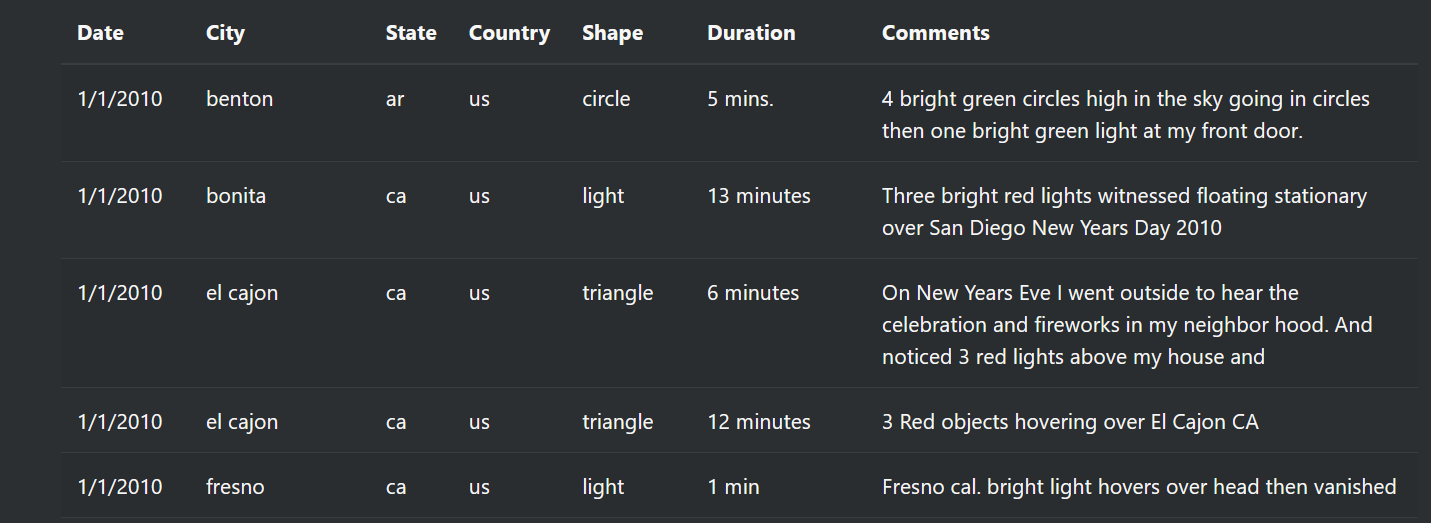 Date City State Country Shape Duration Comments
1/1/2010 benton ar us circle 5 mins. 4 bright green circles high in the sky going in circles
then one bright green light at my front door.
1/1/2010 bonita ca us light 13 minutes Three bright red lights witnessed floating stationary
over San Diego New Years Day 2010
1/1/2010 el cajon ca us triangle 6 minutes On New Years Eve I went outside to hear the
celebration and fireworks in my neighbor hood. And
noticed 3 red lights above my house and
1/1/2010 el cajon ca us triangle 12 minutes 3 Red objects hovering over El Cajon CA
1/1/2010 fresno ca us light 1 min Fresno cal. bright light hovers over head then vanished